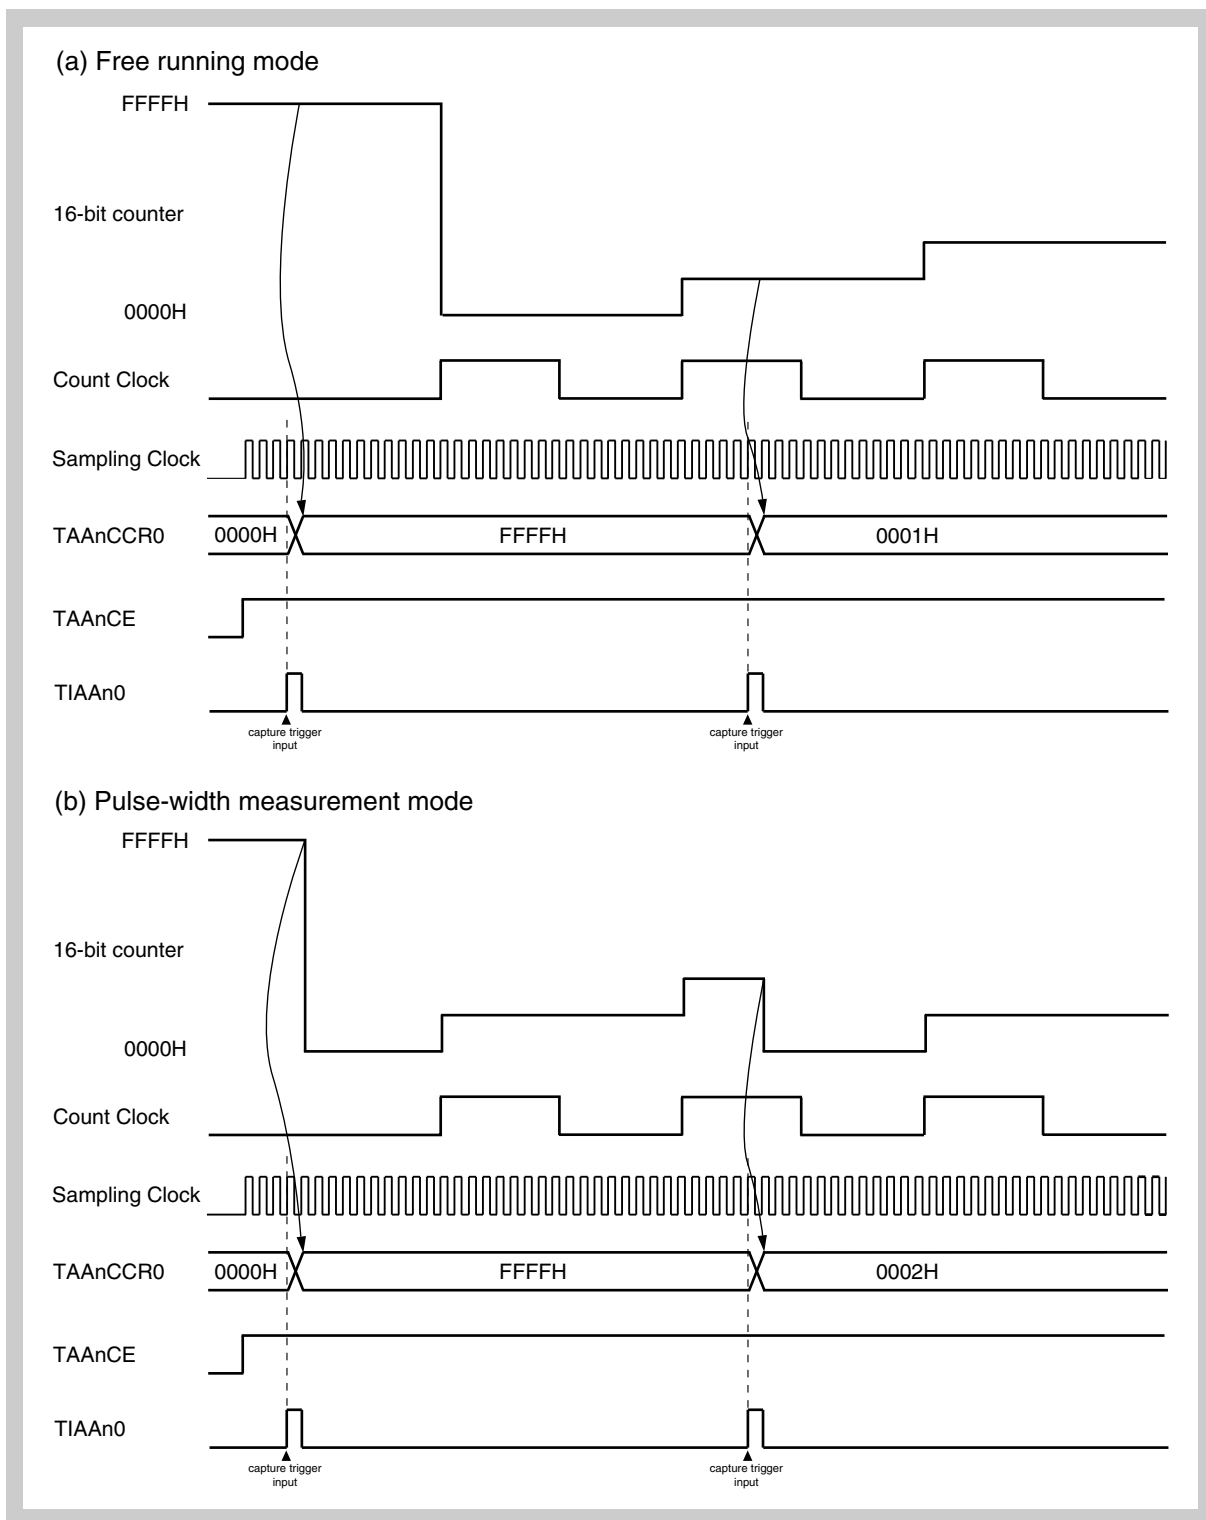 (a) Free running mode
FFFFH
16-bit counter
0000H
Count Clock
Sampling Clock
TAAnCCR0
0000H
FFFFH
0001H
TAAnCE
TIAAn0
capture trigger
input
capture trigger
input
(b) Pulse-width measurement mode
FFFFH
16-bit counter
0000H
Count Clock
Sampling Clock
TAAnCCR0
0000H
FFFFH
0002H
TAAnCE
TIAAn0
capture trigger
input
capture trigger
input